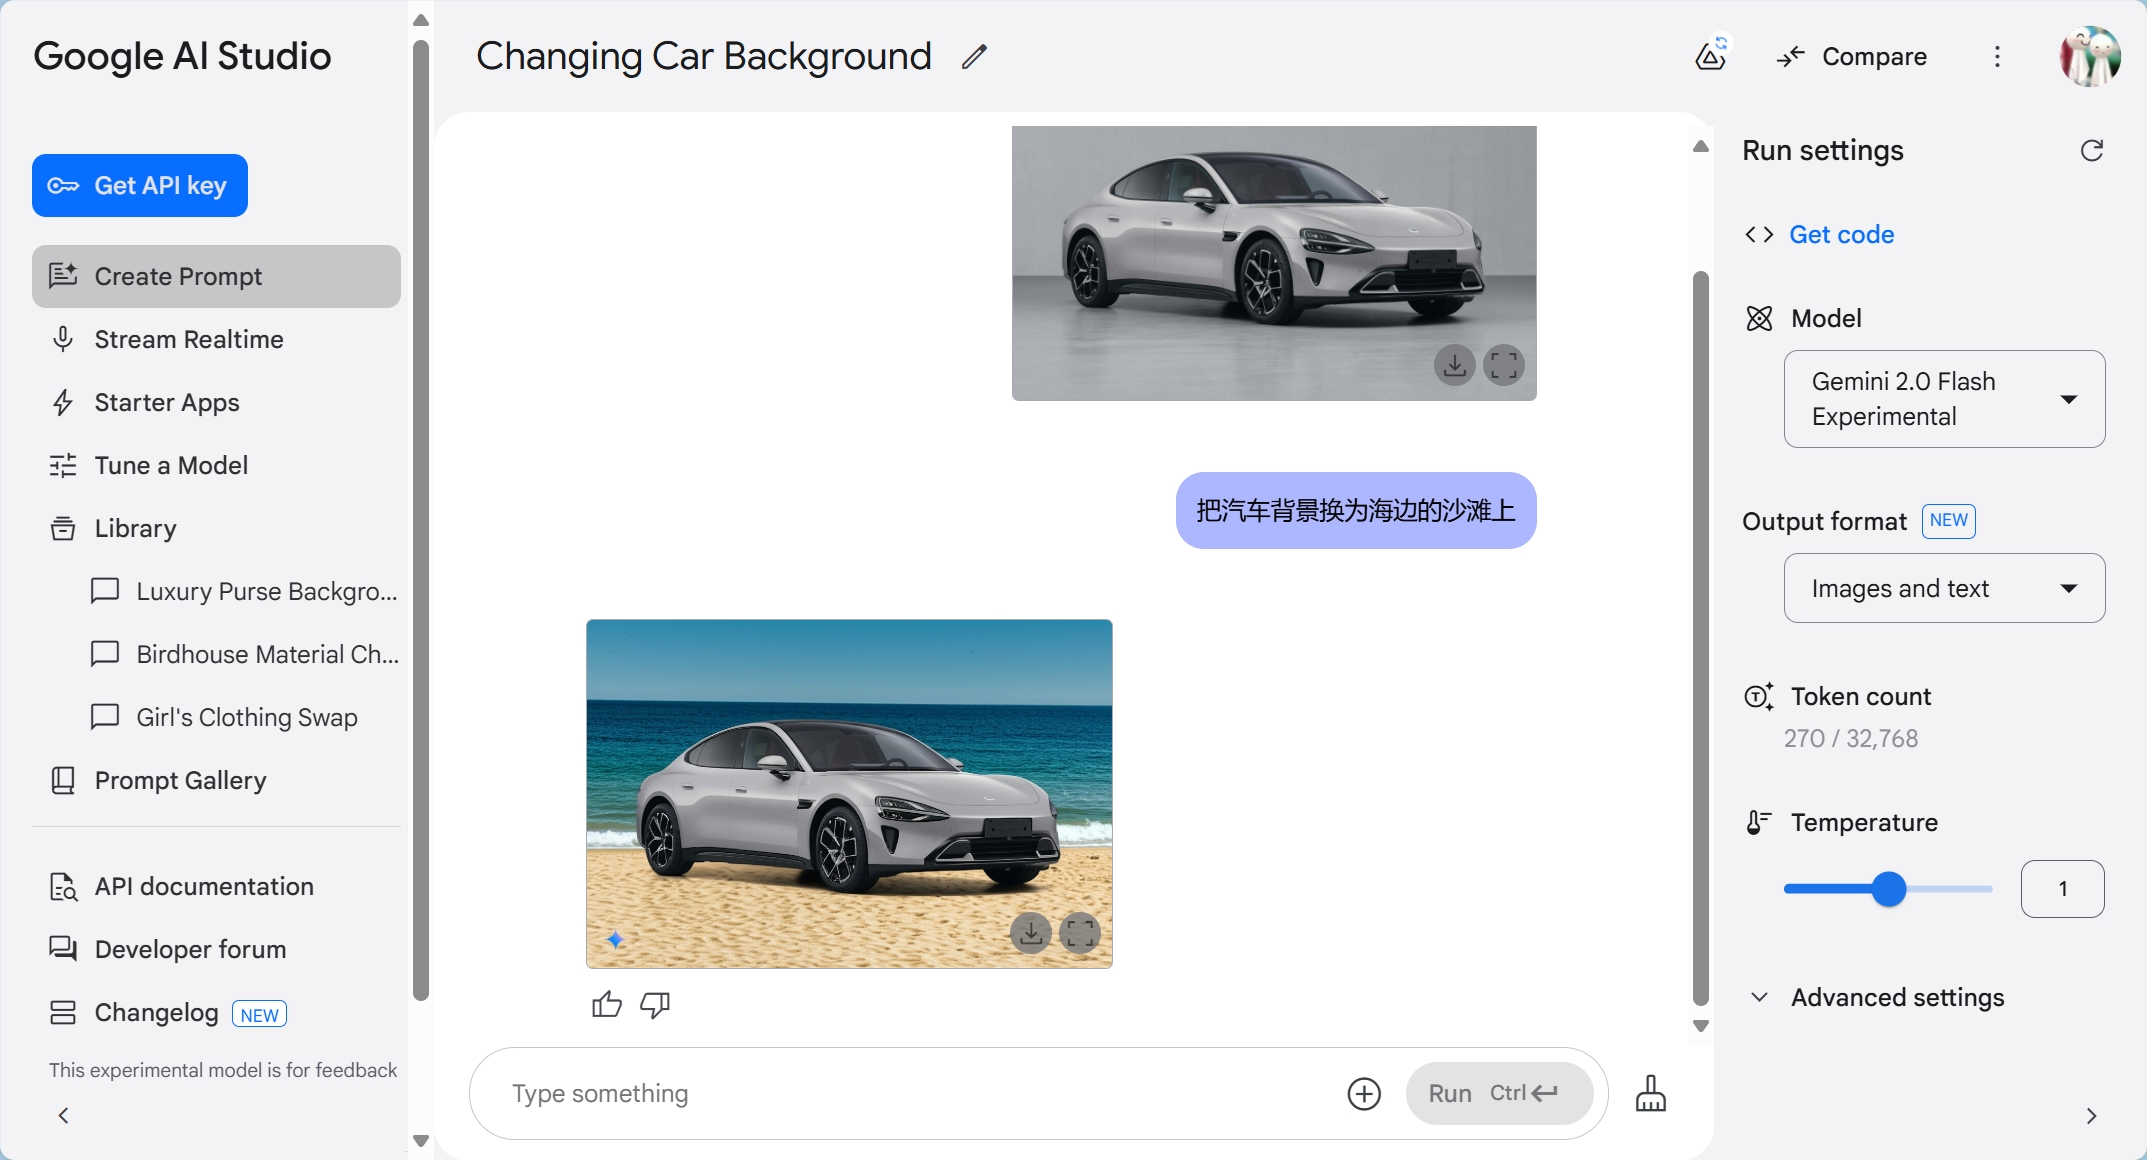 Google AI Studio
Get API key
Create Prompt
Stream Realtime
Starter Apps
Tune a Model
Library
Luxury Purse Backgro...
Birdhouse Material Ch...
Girl's Clothing Swap
Prompt Gallery
API documentation
Developer forum
Changelog NEW
This experimental model is for feedback
Changing Car Background
Compare
把汽车背景换为海边的沙滩上
Type something
Run Ctrl
Run settings
Get code
Model
Gemini 2.0 Flash
Experimental
Output format NEW
Images and text
Token count
270 / 32,768
Temperature
1
Advanced settings